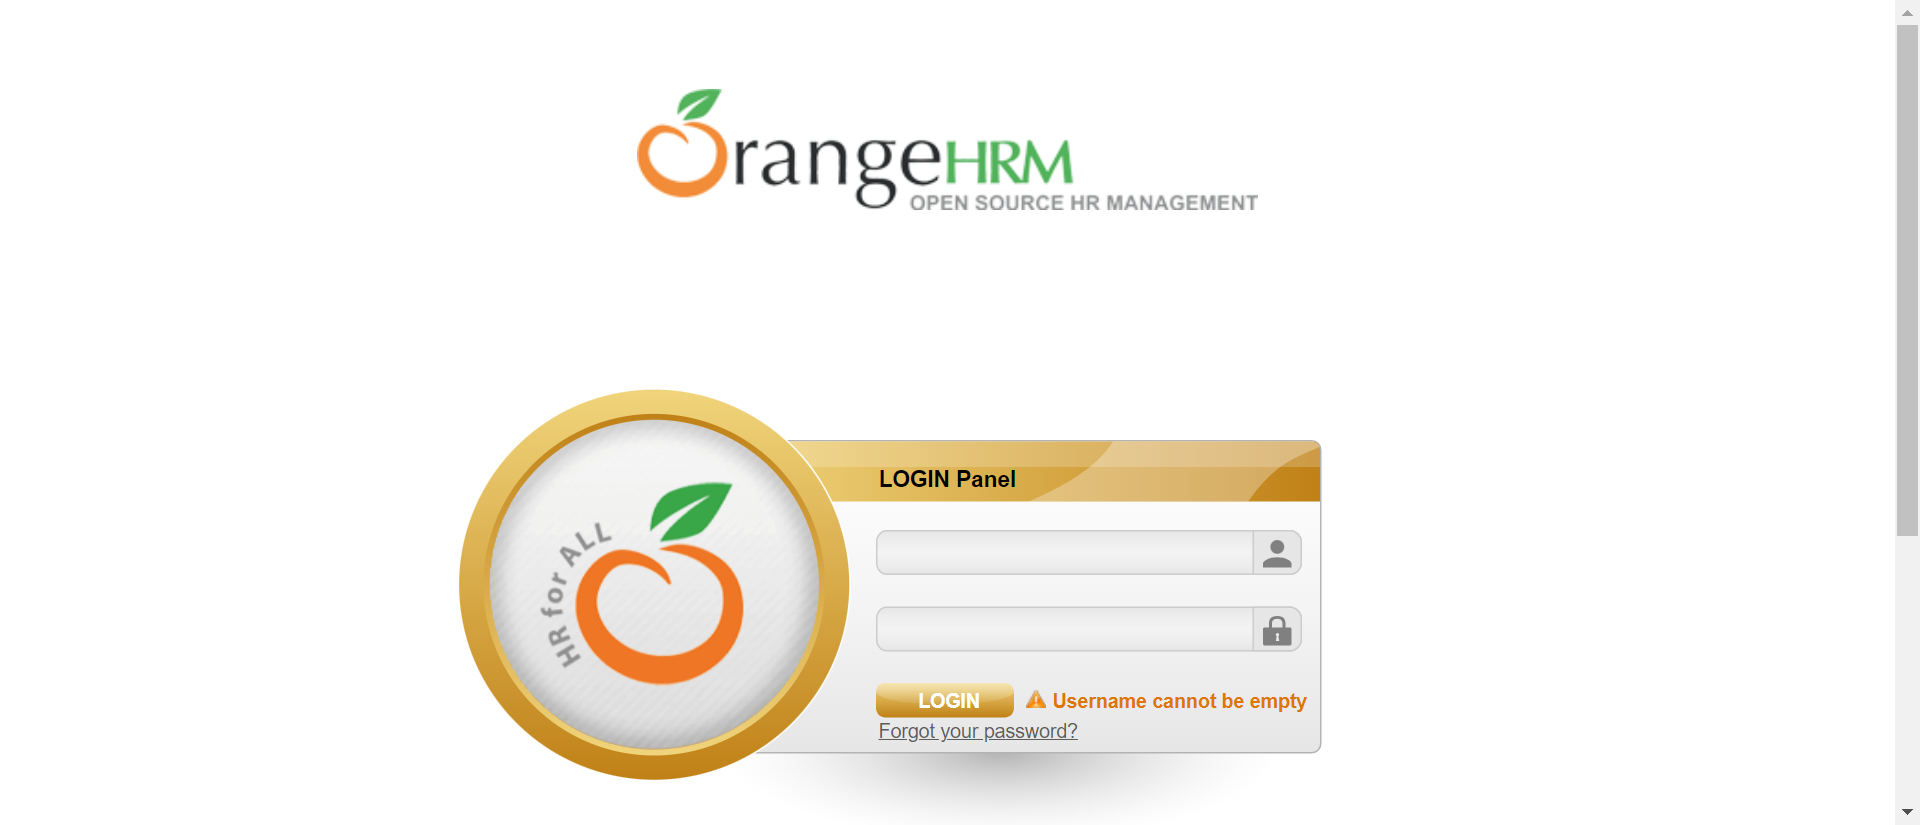 OrangeHRM
OPEN SOURCE HR MANAGEMENT
HR for ALL
LOGIN Panel
LOGIN
Username cannot be empty
Forgot your password?